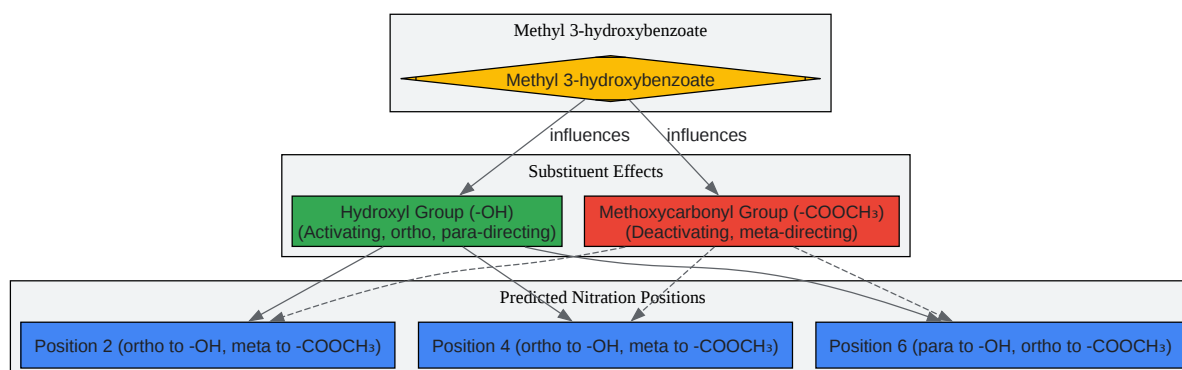 Methyl 3-hydroxybenzoate
Methyl 3-hydroxybenzoate
influences
influences
Substituent Effects
Hydroxyl Group (-OH)
(Activating, ortho, para-directing)
Methoxycarbonyl Group (-COOCH₃)
(Deactivating, meta-directing)
Predicted Nitration Positions
Position 2 (ortho to -OH, meta to -COOCH₃)
Position 4 (ortho to -OH, meta to -COOCH₃)
Position 6 (para to -OH, ortho to -COOCH₃)